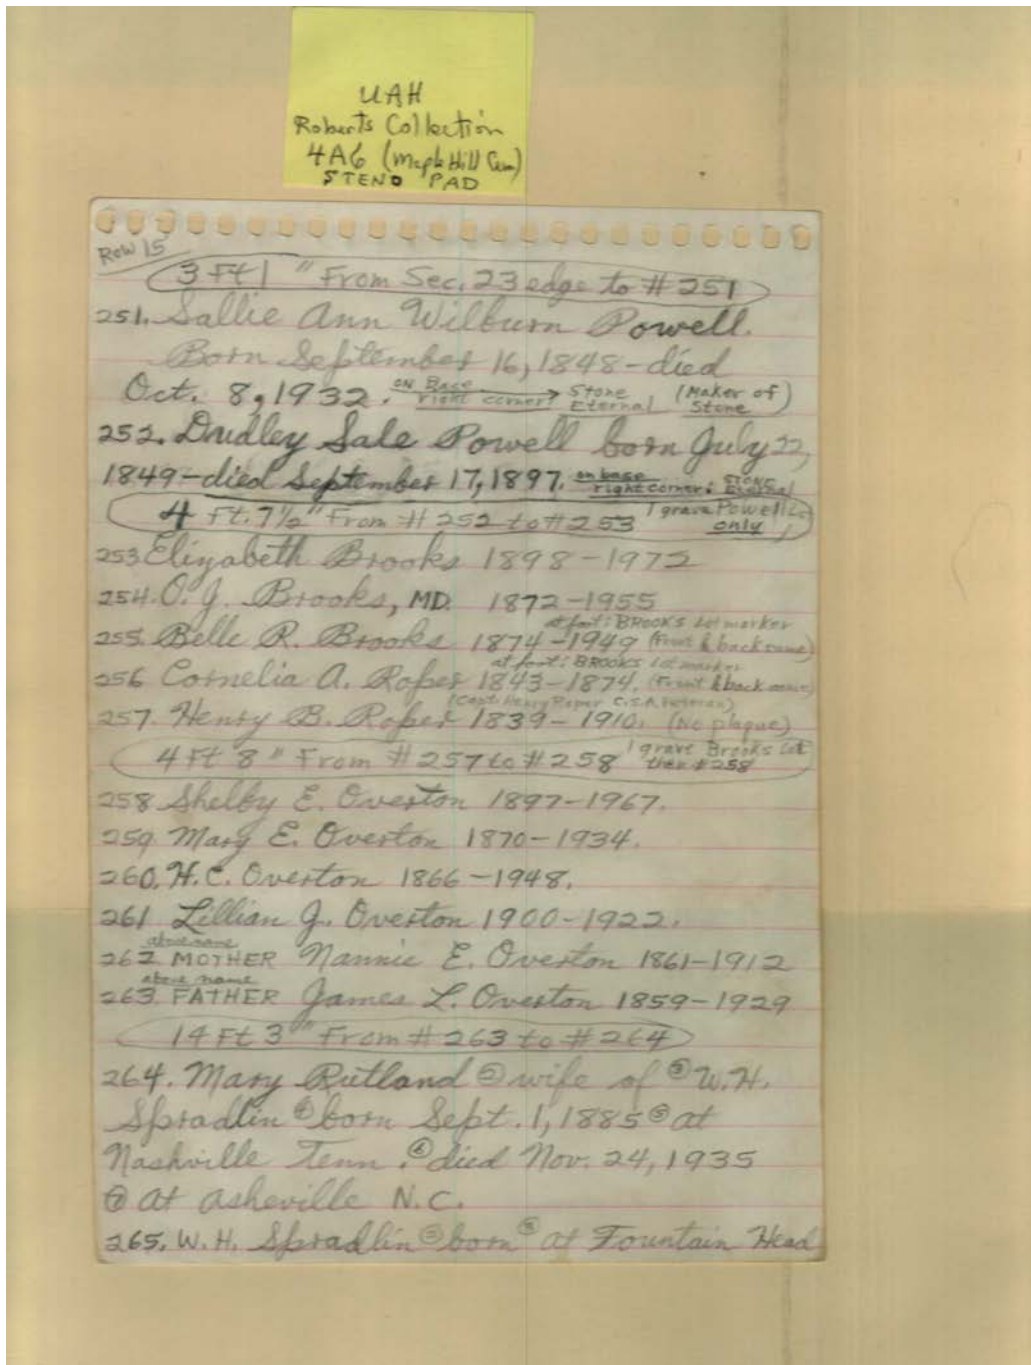 UAH
Roberts Collection
4A6 (Maple Hill Cem)
STENO PAD
Row 15
3 Ft 1" From Sec. 23 edge to #251
251. Sallie Ann Wilburn Powell.
Born September 16, 1848 - died
Oct. 8, 1932. on Base right corner: → Stone Eternal (Maker of Stone)
252. Dudley Sale Powell born July 22,
1849 - died September 17, 1897. on base right corner: STONE Eternal
4 Ft. 7½" From #252 to #253 1 grave Powell Lot only
253 Elizabeth Brooks 1898 - 1972
254. O. J. Brooks, MD. 1872 - 1955
at foot: BROOKS Lot marker
255. Belle R. Brooks 1874 - 1949 (Front & back same)
at foot: BROOKS Lot marker
256 Cornelia A. Roper 1843 - 1874. (Front & back same)
(Capt. Henry Roper C.S.A. veteran)
257. Henry B. Roper 1839 - 1910. (No plaque)
4 Ft 8" From #257 to #258 1 grave Brooks Lot then #258
258 Shelby E. Overton 1897-1967.
259. Mary E. Overton 1870-1934.
260. H.C. Overton 1866-1948.
261 Lillian J. Overton 1900-1922.
above name
262 MOTHER Nannie E. Overton 1861-1912
above name
263. FATHER James L. Overton 1859-1929
14 Ft 3" From #263 to #264
264. Mary Rutland ② wife of ③ W.H.
Spradlin ④ born Sept. 1, 1885 ⑤ at
Nashville Tenn. ⑥ died Nov. 24, 1935
⑦ at Asheville N.C.
265. W.H. Spradlin ② born ③ at Fountain Head